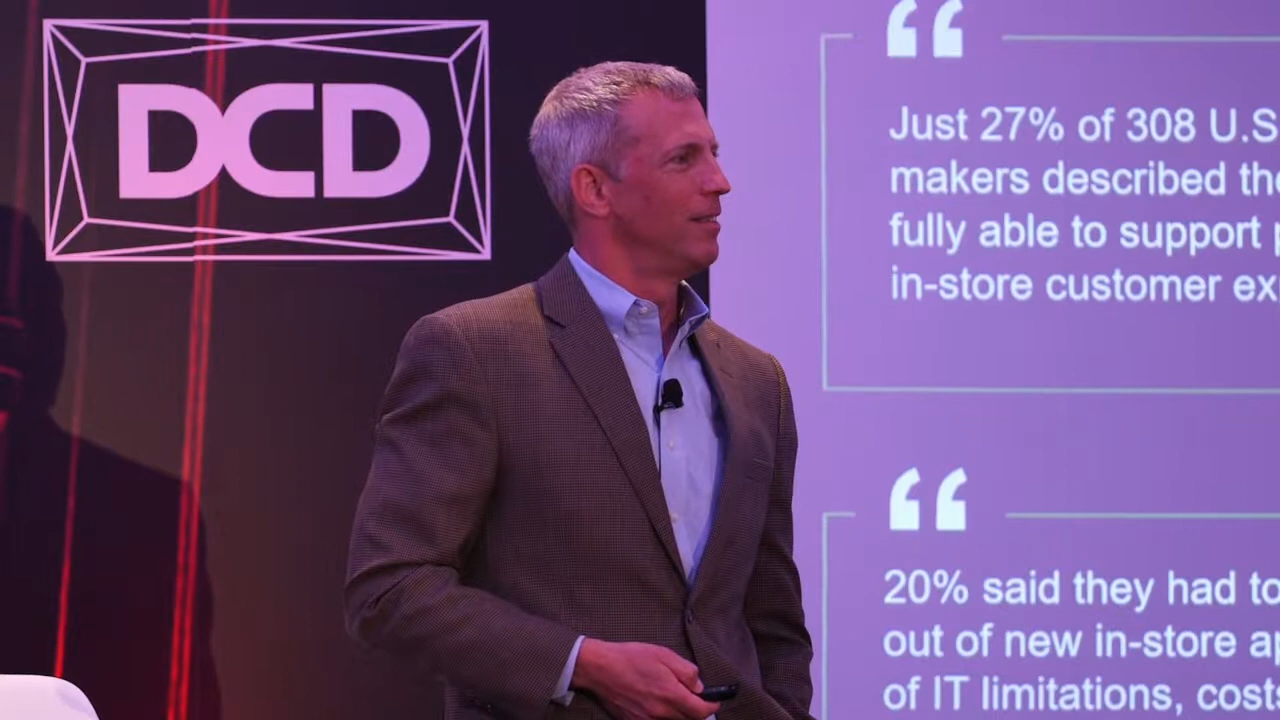 DCD
“
Just 27% of 308 U.S
makers described the
fully able to support
in-store customer ex
“
20% said they had to
out of new in-store ap
of IT limitations, costs